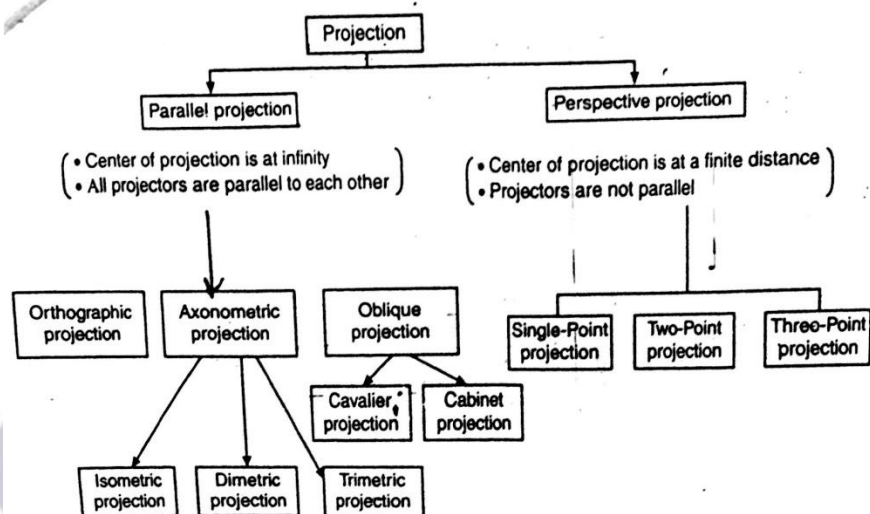 Projection
Parallel projection
Perspective projection
• Center of projection is at infinity
• All projectors are parallel to each other
• Center of projection is at a finite distance
• Projectors are not parallel
Orthographic
projection
Axonometric
projection
Oblique
projection
Single-Point
projection
Two-Point
projection
Three-Point
projection
Cavalier
projection
Cabinet
projection
Isometric
projection
Dimetric
projection
Trimetric
projection